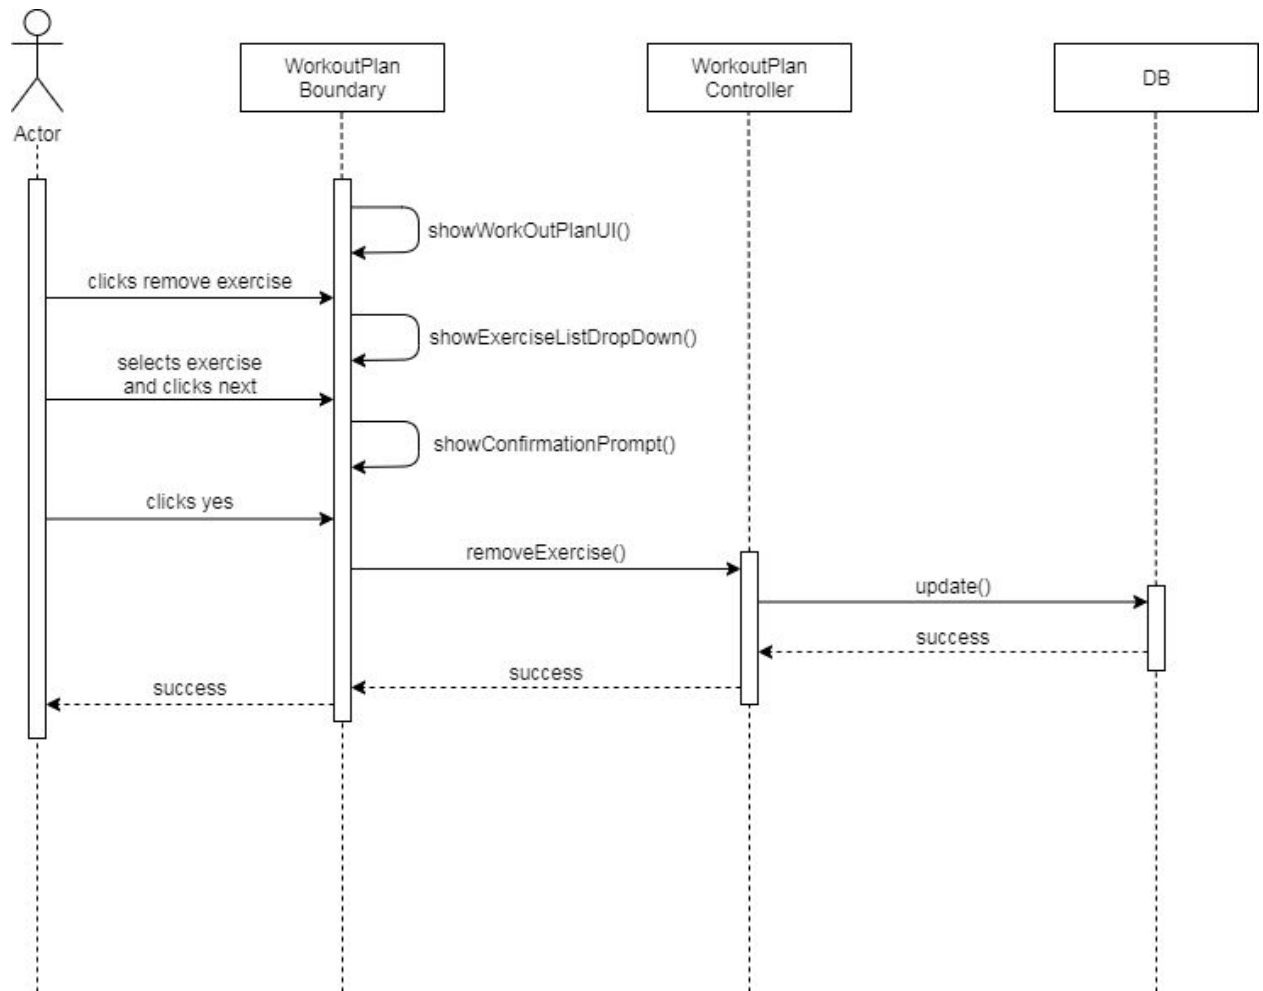 WorkoutPlan
Boundary
WorkoutPlan
Controller
DB
Actor
showWorkOutPlanUI()
clicks remove exercise
showExerciseListDropDown()
selects exercise
and clicks next
showConfirmationPrompt()
clicks yes
removeExercise()
update()
success
success
success